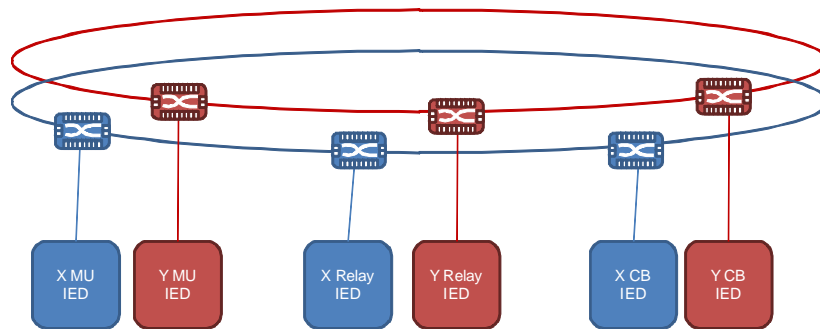 X MU
IED
Y MU
IED
X Relay
IED
Y Relay
IED
X CB
IED
Y CB
IED